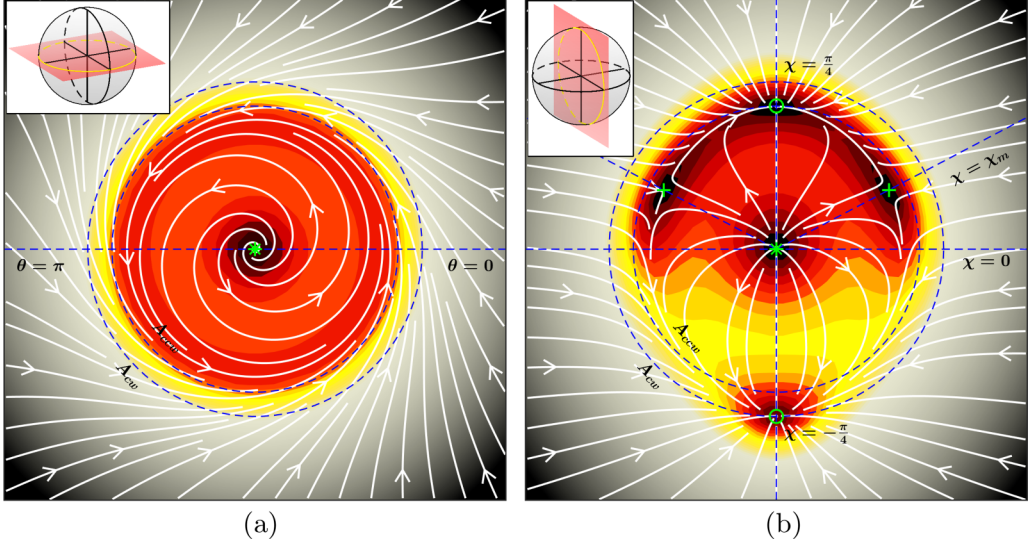 θ = π
θ = 0
A_ccw
A_cw
(a)
χ = π/4
χ = χ_m
χ = 0
A_ccw
A_cw
χ = −π/4
(b)